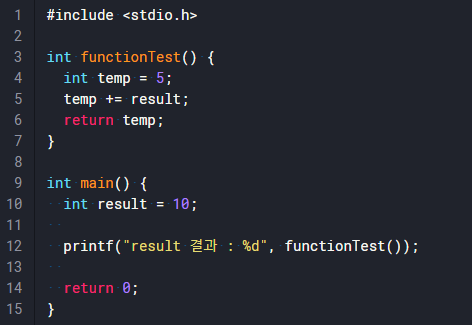 1 #include <stdio.h>
2
3 int functionTest() {
4   int temp = 5;
5   temp += result;
6   return temp;
7 }
8
9 int main() {
10   int result = 10;
11
12   printf("result 결과 : %d", functionTest());
13
14   return 0;
15 }